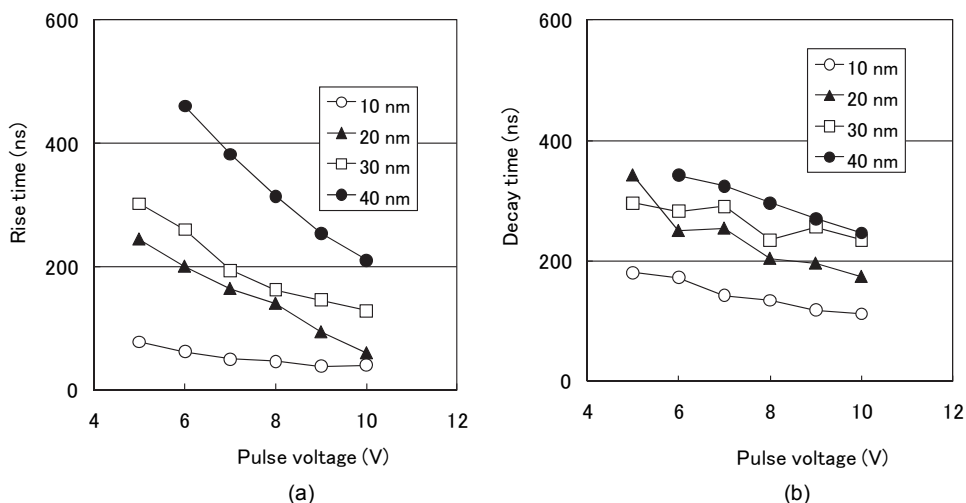 600
400
200
0
4
6
8
10
12
Rise time (ns)
Pulse voltage (V)
10 nm
20 nm
30 nm
40 nm
(a)
600
400
200
0
4
6
8
10
12
Decay time (ns)
Pulse voltage (V)
10 nm
20 nm
30 nm
40 nm
(b)